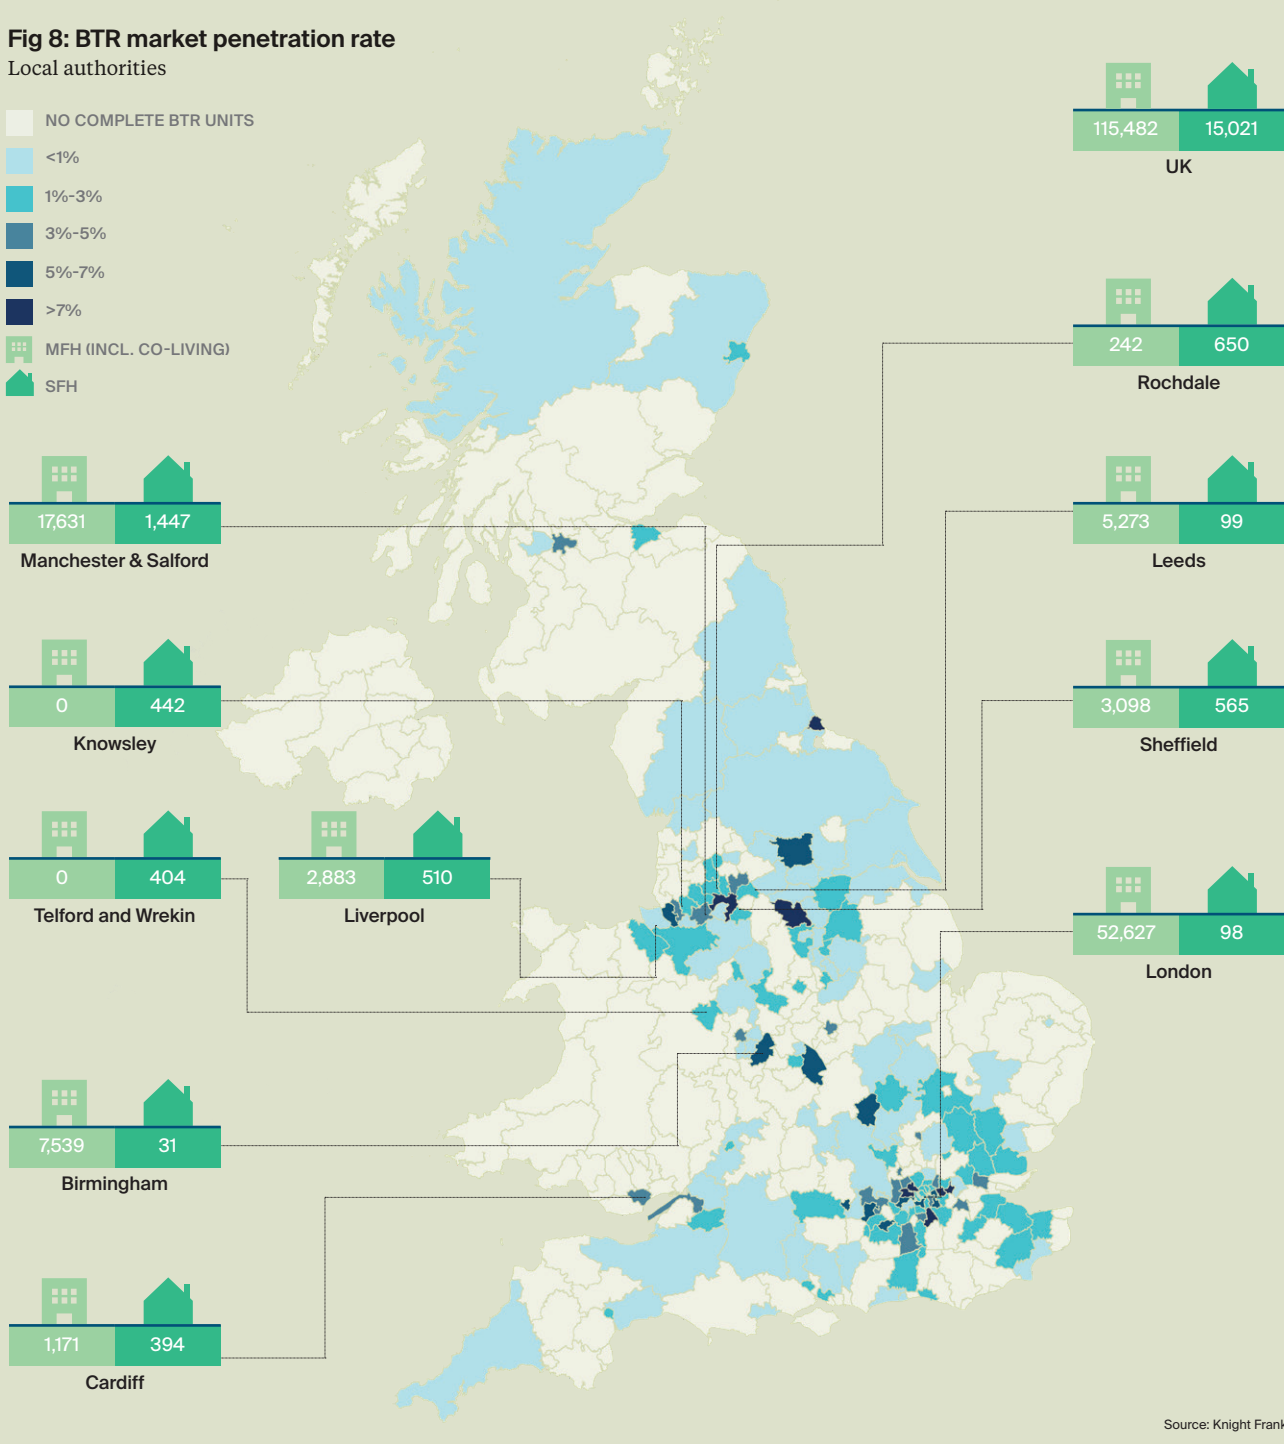 Fig 8: BTR market penetration rate
Local authorities
NO COMPLETE BTR UNITS
<1%
1%-3%
3%-5%
5%-7%
>7%
MFH (INCL. CO-LIVING)
SFH
115,482 15,021
UK
242 650
Rochdale
17,631 1,447
Manchester & Salford
5,273 99
Leeds
0 442
Knowsley
3,098 565
Sheffield
0 404
Telford and Wrekin
2,883 510
Liverpool
52,627 98
London
7,539 31
Birmingham
1,171 394
Cardiff
Source: Knight Frank